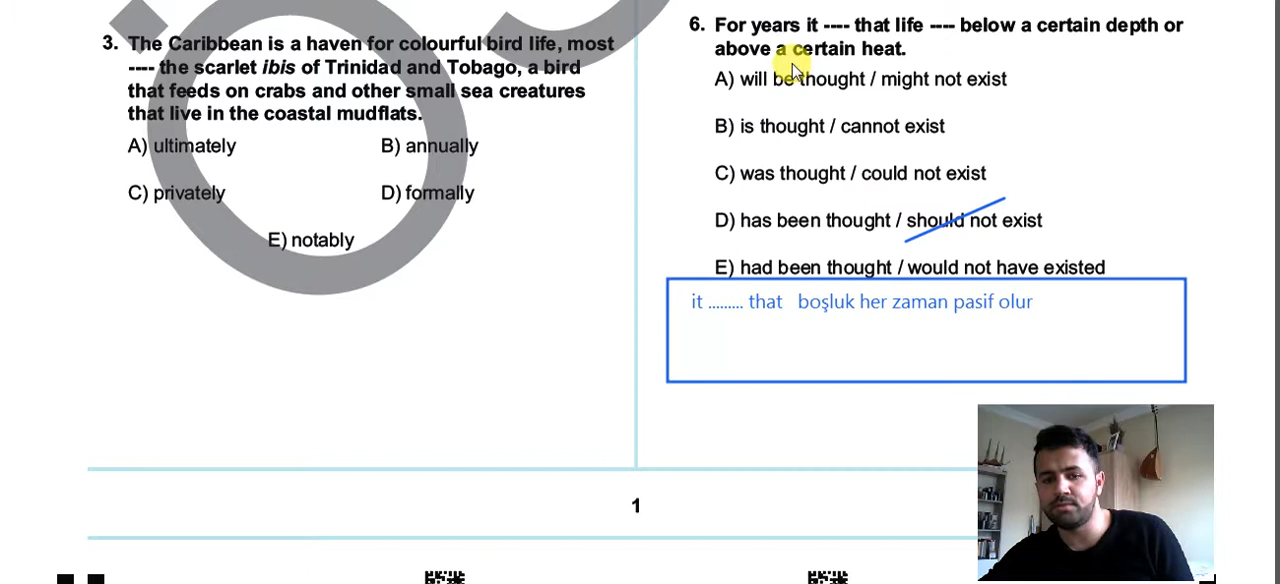 3. The Caribbean is a haven for colourful bird life, most
---- the scarlet ibis of Trinidad and Tobago, a bird
that feeds on crabs and other small sea creatures
that live in the coastal mudflats.
A) ultimately B) annually
C) privately D) formally
E) notably
6. For years it ---- that life ---- below a certain depth or
above a certain heat.
A) will be thought / might not exist
B) is thought / cannot exist
C) was thought / could not exist
D) has been thought / should not exist
E) had been thought / would not have existed
it ......... that boşluk her zaman pasif olur
1